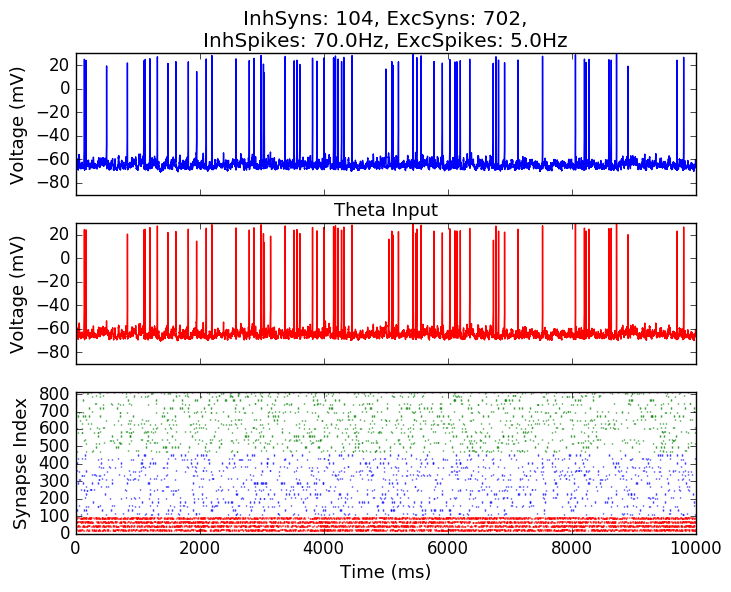 InhSyns: 104, ExcSyns: 702,
InhSpikes: 70.0Hz, ExcSpikes: 5.0Hz
20
0
−20
−40
−60
−80
Voltage (mV)
Theta Input
20
0
−20
−40
−60
−80
Voltage (mV)
800
700
600
500
400
300
200
100
0
Synapse Index
0 2000 4000 6000 8000 10000
Time (ms)